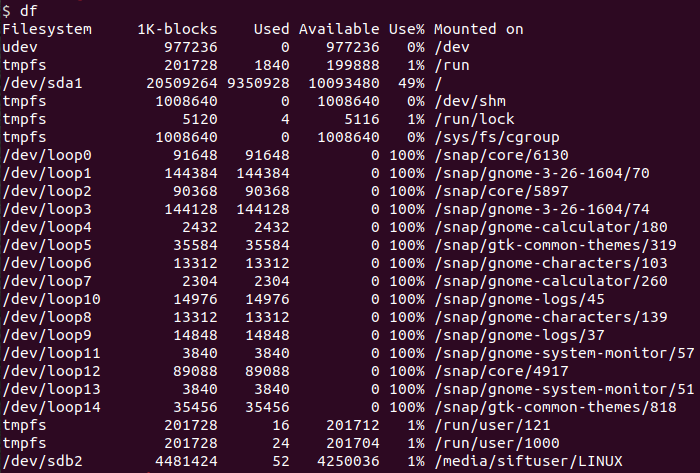 $ df
Filesystem     1K-blocks    Used Available Use% Mounted on
udev              977236       0    977236   0% /dev
tmpfs             201728    1840    199888   1% /run
/dev/sda1       20509264 9350928  10093480  49% /
tmpfs            1008640       0   1008640   0% /dev/shm
tmpfs               5120       4      5116   1% /run/lock
tmpfs            1008640       0   1008640   0% /sys/fs/cgroup
/dev/loop0         91648   91648         0 100% /snap/core/6130
/dev/loop1        144384  144384         0 100% /snap/gnome-3-26-1604/70
/dev/loop2         90368   90368         0 100% /snap/core/5897
/dev/loop3        144128  144128         0 100% /snap/gnome-3-26-1604/74
/dev/loop4          2432    2432         0 100% /snap/gnome-calculator/180
/dev/loop5         35584   35584         0 100% /snap/gtk-common-themes/319
/dev/loop6         13312   13312         0 100% /snap/gnome-characters/103
/dev/loop7          2304    2304         0 100% /snap/gnome-calculator/260
/dev/loop10        14976   14976         0 100% /snap/gnome-logs/45
/dev/loop8         13312   13312         0 100% /snap/gnome-characters/139
/dev/loop9         14848   14848         0 100% /snap/gnome-logs/37
/dev/loop11         3840    3840         0 100% /snap/gnome-system-monitor/57
/dev/loop12        89088   89088         0 100% /snap/core/4917
/dev/loop13         3840    3840         0 100% /snap/gnome-system-monitor/51
/dev/loop14        35456   35456         0 100% /snap/gtk-common-themes/818
tmpfs             201728      16    201712   1% /run/user/121
tmpfs             201728      24    201704   1% /run/user/1000
/dev/sdb2        4481424      52   4250036   1% /media/siftuser/LINUX